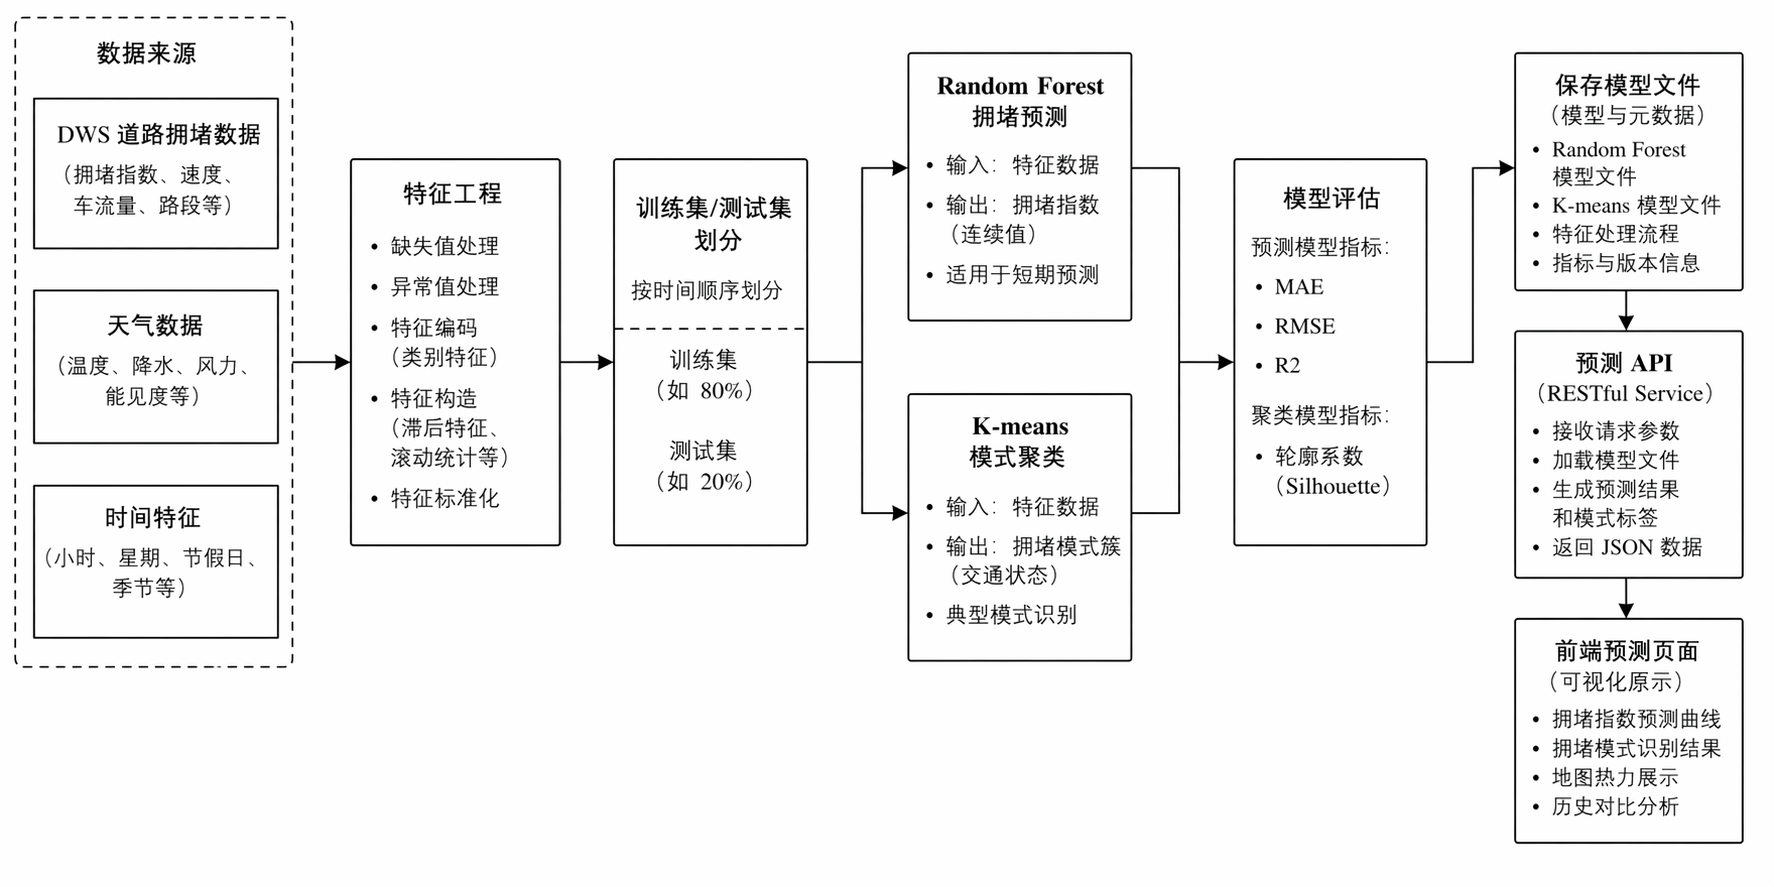 数据来源
DWS 道路拥堵数据
（拥堵指数、速度、
车流量、路段等）
天气数据
（温度、降水、风力、
能见度等）
时间特征
（小时、星期、节假日、
季节等）
特征工程
• 缺失值处理
• 异常值处理
• 特征编码
（类别特征）
• 特征构造
（滞后特征、
滚动统计等）
• 特征标准化
训练集/测试集
划分
按时间顺序划分
训练集
（如 80%）
测试集
（如 20%）
Random Forest
拥堵预测
• 输入：特征数据
• 输出：拥堵指数
（连续值）
• 适用于短期预测
K-means
模式聚类
• 输入：特征数据
• 输出：拥堵模式簇
（交通状态）
• 典型模式识别
模型评估
预测模型指标：
• MAE
• RMSE
• R2
聚类模型指标：
• 轮廓系数
（Silhouette）
保存模型文件
（模型与元数据）
• Random Forest
模型文件
• K-means 模型文件
• 特征处理流程
• 指标与版本信息
预测 API
（RESTful Service）
• 接收请求参数
• 加载模型文件
• 生成预测结果
和模式标签
• 返回 JSON 数据
前端预测页面
（可视化原示）
• 拥堵指数预测曲线
• 拥堵模式识别结果
• 地图热力展示
• 历史对比分析